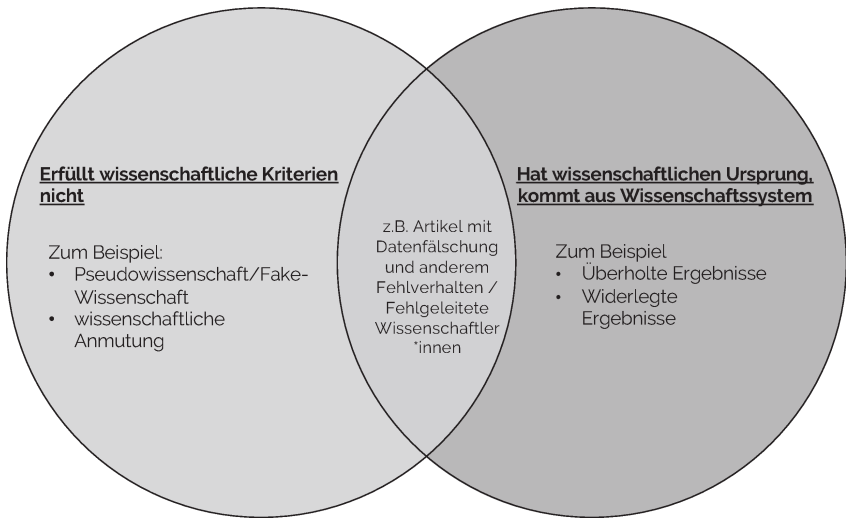 Erfüllt wissenschaftliche Kriterien
nicht
Zum Beispiel:
• Pseudowissenschaft/Fake-
Wissenschaft
• wissenschaftliche
Anmutung
z.B. Artikel mit
Datenfälschung
und anderem
Fehlverhalten /
Fehlgeleitete
Wissenschaftler
*innen
Hat wissenschaftlichen Ursprung,
kommt aus Wissenschaftssystem
Zum Beispiel
• Überholte Ergebnisse
• Widerlegte
Ergebnisse